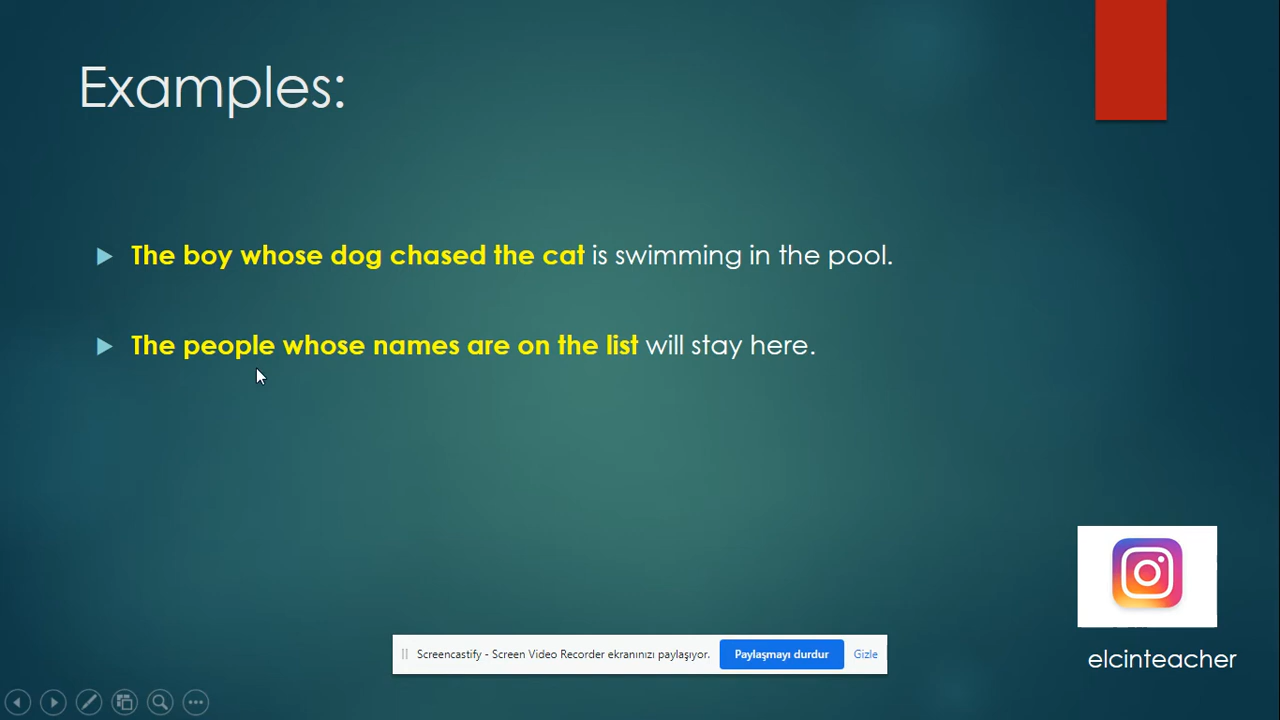 Examples:
The boy whose dog chased the cat is swimming in the pool.
The people whose names are on the list will stay here.
Screencastify - Screen Video Recorder ekranınızı paylaşıyor. Paylaşmayı durdur Gizle
elcinteacher